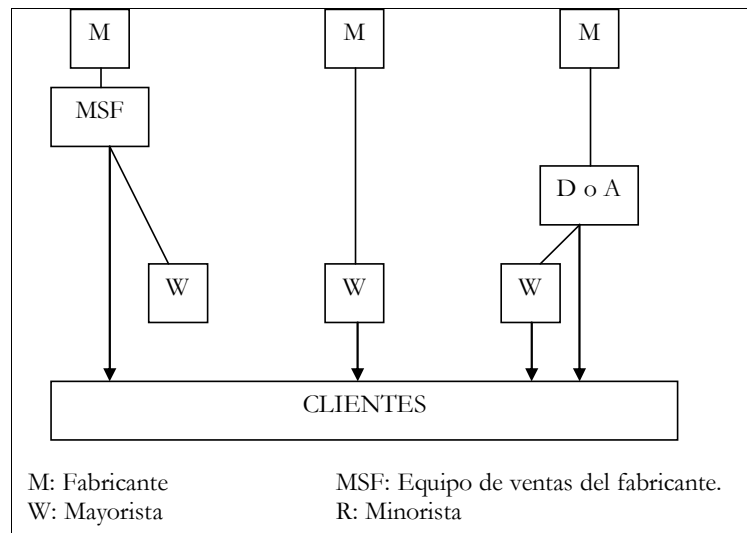 M M M
MSF
D o A
W W W
CLIENTES
M: Fabricante MSF: Equipo de ventas del fabricante.
W: Mayorista R: Minorista